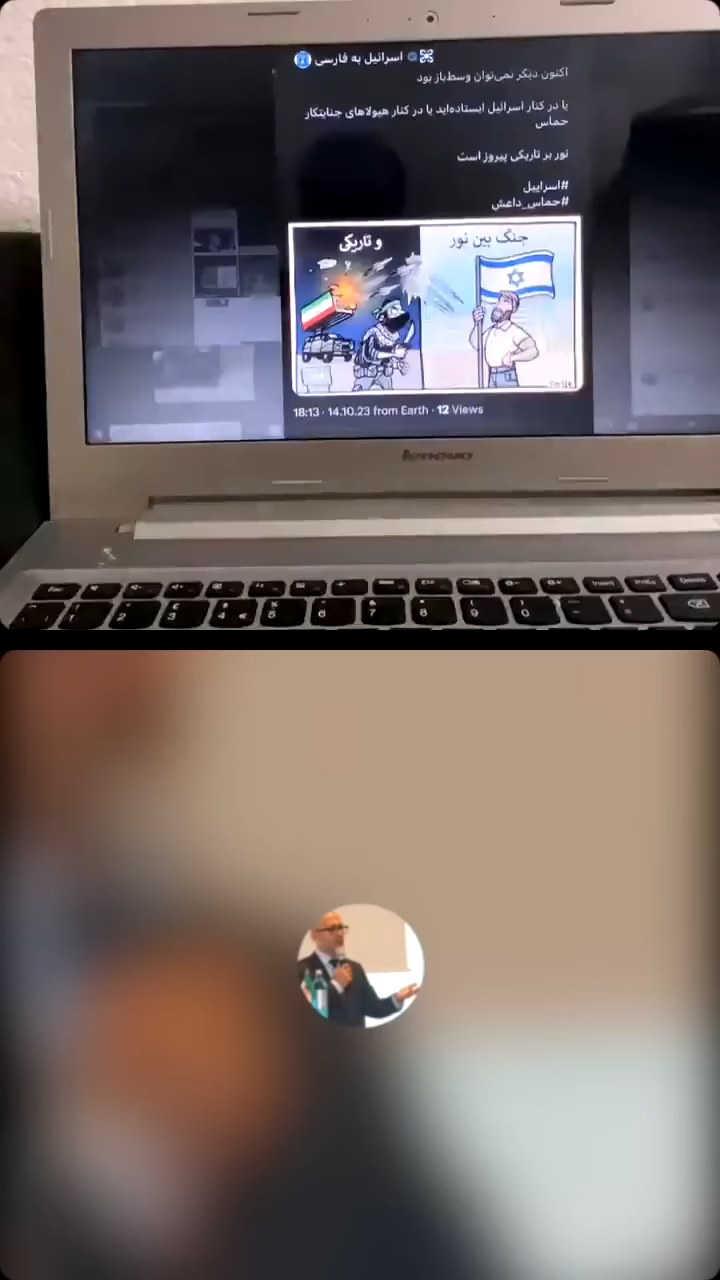 اسرائیل به فارسی
اکنون دیگر نمی‌توان وسط‌باز بود
یا در کنار اسرائیل ایستاده‌اید یا در کنار هیولاهای جنایتکار
حماس
نور بر تاریکی پیروز است
#اسراییل
#حماس_داعش
جنگ بین نور
و تاریکی
18:13 · 14.10.23 from Earth · 12 Views
lenovo